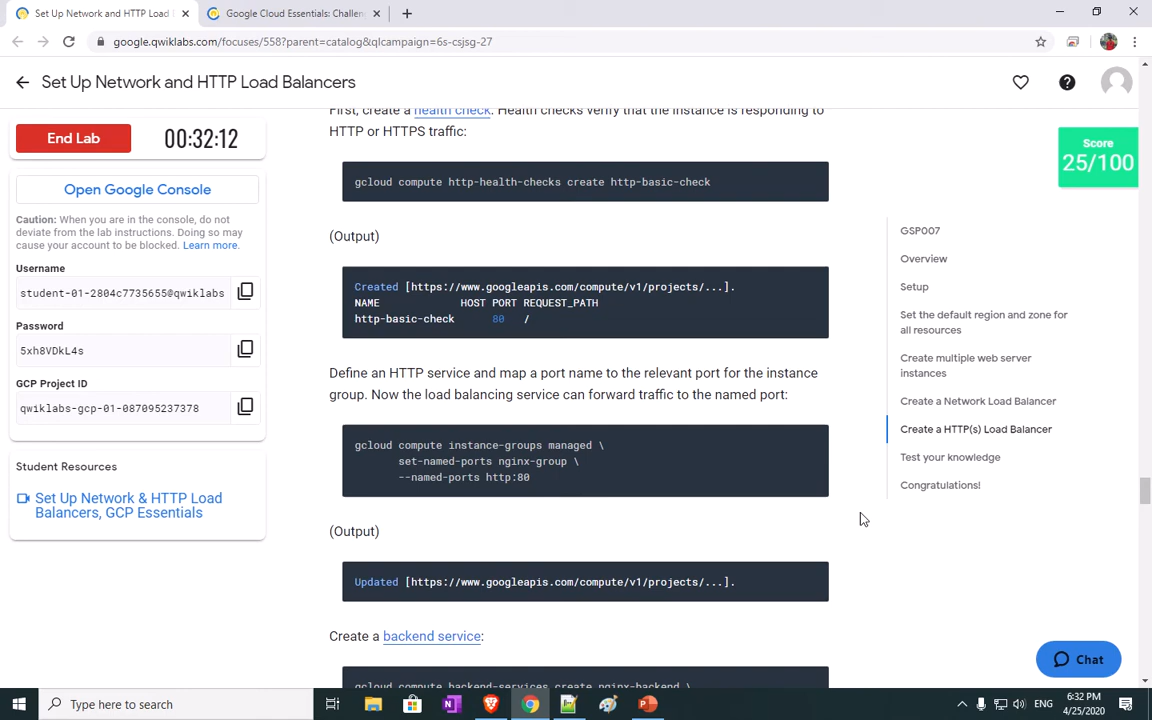 Set Up Network and HTTP Load
Google Cloud Essentials: Challen
google.qwiklabs.com/focuses/558?parent=catalog&qlcampaign=6s-csjsg-27
Set Up Network and HTTP Load Balancers
End Lab
00:32:12
Open Google Console
Caution: When you are in the console, do not
deviate from the lab instructions. Doing so may
cause your account to be blocked. Learn more.
Username
student-01-2804c7735655@qwiklabs
Password
5xh8VDkL4s
GCP Project ID
qwiklabs-gcp-01-087095237378
Student Resources
Set Up Network & HTTP Load
Balancers, GCP Essentials
First, create a health check. Health checks verify that the instance is responding to
HTTP or HTTPS traffic:
gcloud compute http-health-checks create http-basic-check
(Output)
Created [https://www.googleapis.com/compute/v1/projects/...].
NAME HOST PORT REQUEST_PATH
http-basic-check 80 /
Define an HTTP service and map a port name to the relevant port for the instance
group. Now the load balancing service can forward traffic to the named port:
gcloud compute instance-groups managed \
set-named-ports nginx-group \
--named-ports http:80
(Output)
Updated [https://www.googleapis.com/compute/v1/projects/...].
Create a backend service:
gcloud compute backend-services create nginx-backend \
Score
25/100
GSP007
Overview
Setup
Set the default region and zone for
all resources
Create multiple web server
instances
Create a Network Load Balancer
Create a HTTP(s) Load Balancer
Test your knowledge
Congratulations!
Chat
Type here to search
ENG
6:32 PM
4/25/2020